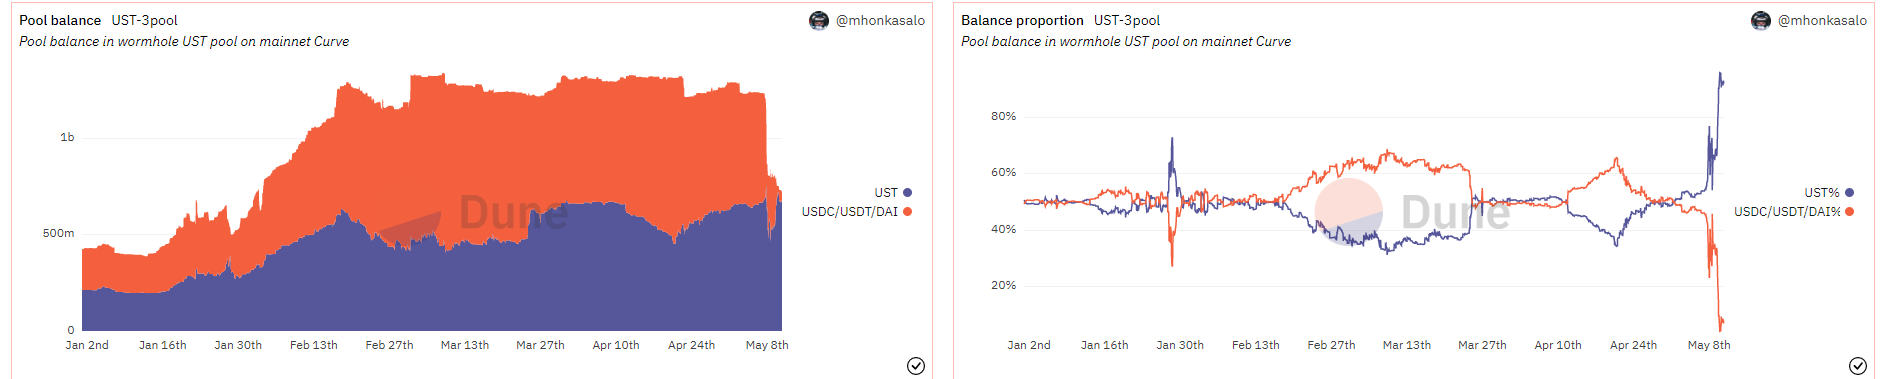 Pool balance UST-3pool
@mhonkasalo
Pool balance in wormhole UST pool on mainnet Curve
1b
500m
0
Dune
UST
USDC/USDT/DAI
Jan 2nd Jan 16th Jan 30th Feb 13th Feb 27th Mar 13th Mar 27th Apr 10th Apr 24th May 8th
Balance proportion UST-3pool
@mhonkasalo
Pool balance in wormhole UST pool on mainnet Curve
80%
60%
40%
20%
Dune
UST%
USDC/USDT/DAI%
Jan 2nd Jan 16th Jan 30th Feb 13th Feb 27th Mar 13th Mar 27th Apr 10th Apr 24th May 8th